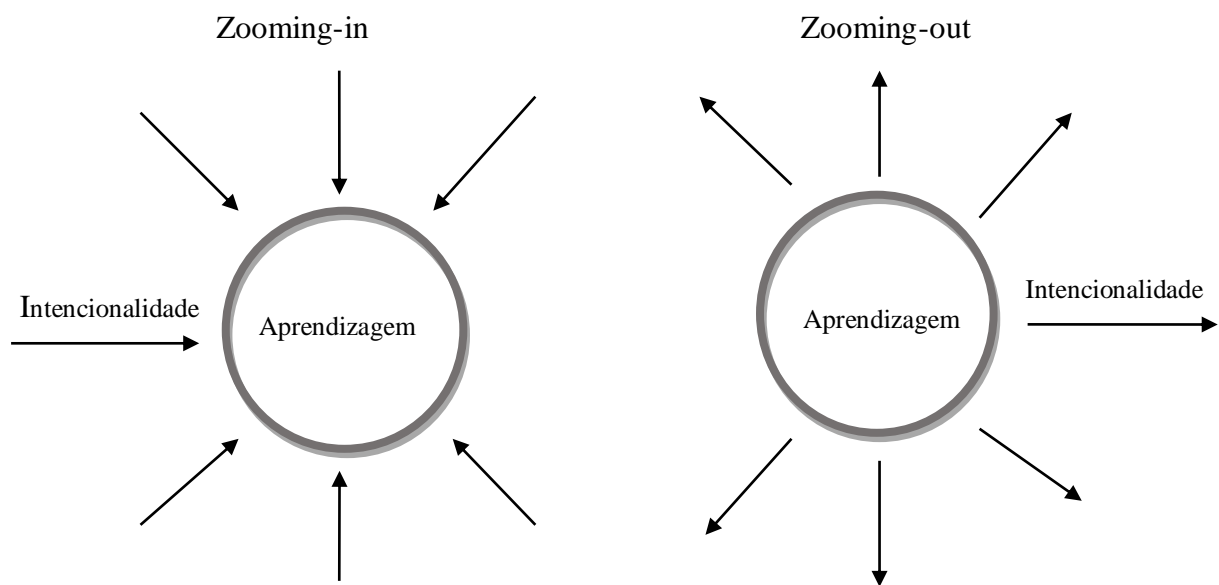 Zooming-in
Zooming-out
Intencionalidade
Aprendizagem
Intencionalidade
Aprendizagem